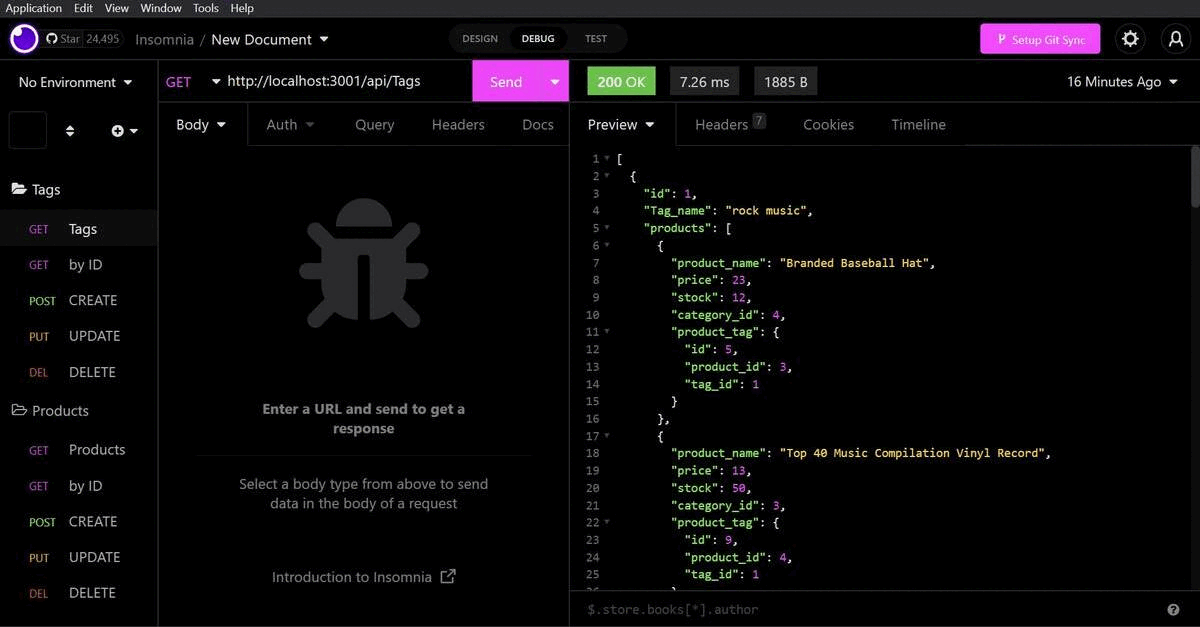 Application Edit View Window Tools Help
Star 24,495 Insomnia / New Document DESIGN DEBUG TEST Setup Git Sync
No Environment GET http://localhost:3001/api/Tags Send 200 OK 7.26 ms 1885 B 16 Minutes Ago
Body Auth Query Headers Docs Preview Headers 7 Cookies Timeline
Tags
GET Tags
GET by ID
POST CREATE
PUT UPDATE
DEL DELETE
Products
GET Products
GET by ID
POST CREATE
PUT UPDATE
DEL DELETE
Enter a URL and send to get a
response
Select a body type from above to send
data in the body of a request
Introduction to Insomnia
1 [
2 {
3 "id": 1,
4 "Tag_name": "rock music",
5 "products": [
6 {
7 "product_name": "Branded Baseball Hat",
8 "price": 23,
9 "stock": 12,
10 "category_id": 4,
11 "product_tag": {
12 "id": 5,
13 "product_id": 3,
14 "tag_id": 1
15 }
16 },
17 {
18 "product_name": "Top 40 Music Compilation Vinyl Record",
19 "price": 13,
20 "stock": 50,
21 "category_id": 3,
22 "product_tag": {
23 "id": 9,
24 "product_id": 4,
25 "tag_id": 1
$.store.books[*].author